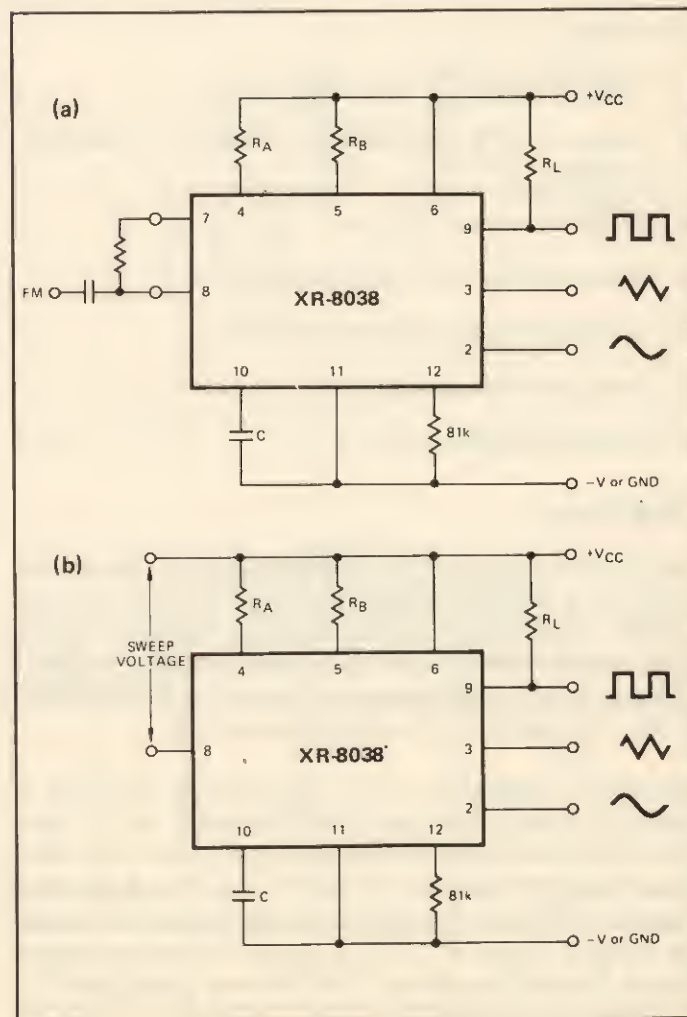 (a)
+VCC
RA
RB
RL
4
5
6
7
9
FM
8
XR-8038
3
2
10
11
12
C
81k
−V or GND
(b)
+VCC
RA
RB
RL
SWEEP
VOLTAGE
4
5
6
9
8
XR-8038
3
2
10
11
12
C
81k
−V or GND